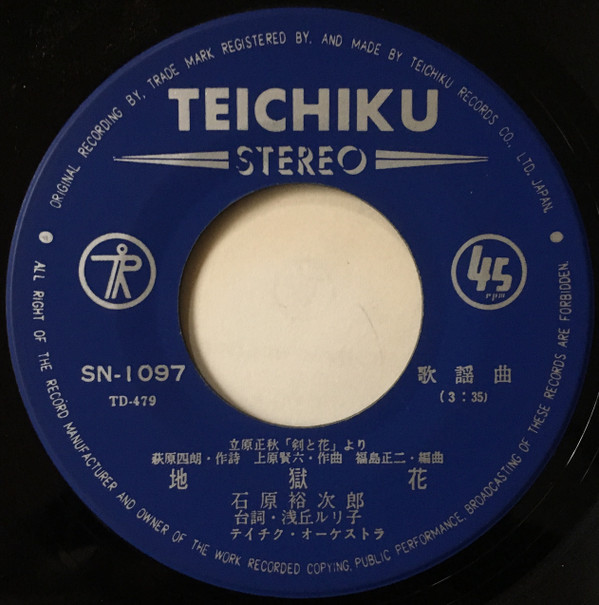 ORIGINAL RECORDING BY, TRADE MARK REGISTERED BY, AND MADE BY TEICHIKU RECORDS CO., LTD, JAPAN.
TEICHIKU
STEREO
45
rpm
SN-1097
TD-479
歌謡曲
(3:35)
立原正秋「剣と花」より
萩原四朗・作詩 上原賢六・作曲 福島正二・編曲
地獄花
石原裕次郎
台詞・浅丘ルリ子
テイチク・オーケストラ
ALL RIGHT OF THE RECORD MANUFACTURER AND OWNER OF THE WORK RECORDED COPYING, PUBLIC PERFORMANCE, BROADCASTING OF THESE RECORDS ARE FORBIDDEN.